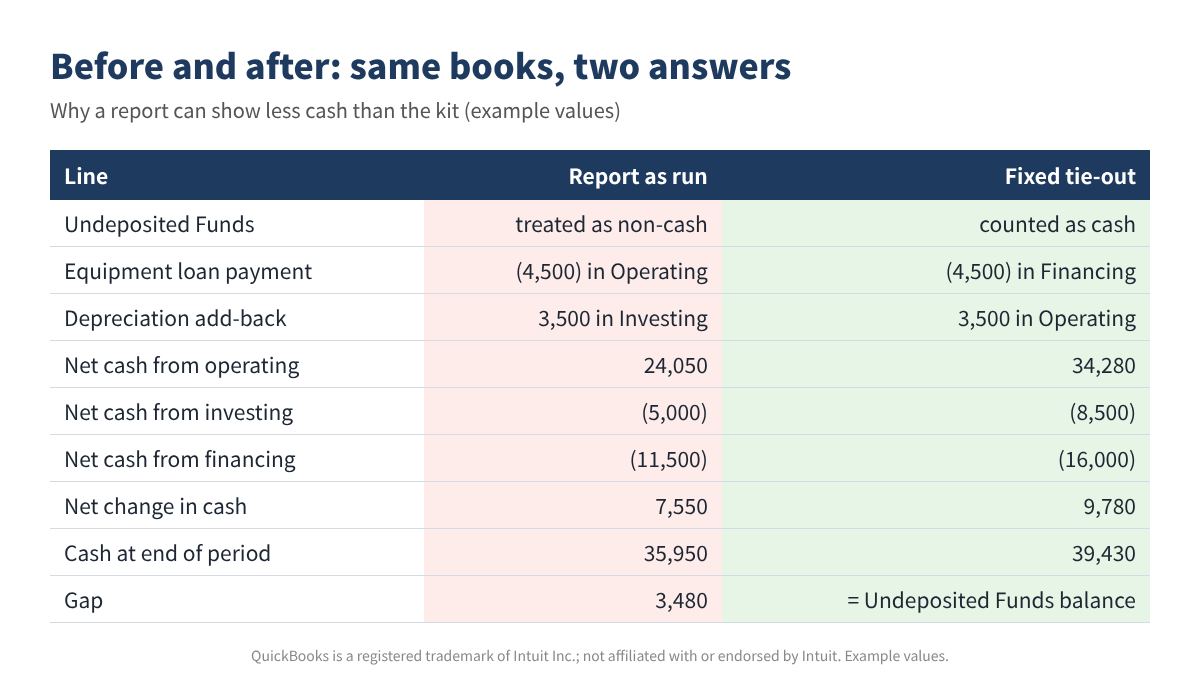 Before and after: same books, two answers
Why a report can show less cash than the kit (example values)
Line Report as run Fixed tie-out
Undeposited Funds treated as non-cash counted as cash
Equipment loan payment (4,500) in Operating (4,500) in Financing
Depreciation add-back 3,500 in Investing 3,500 in Operating
Net cash from operating 24,050 34,280
Net cash from investing (5,000) (8,500)
Net cash from financing (11,500) (16,000)
Net change in cash 7,550 9,780
Cash at end of period 35,950 39,430
Gap 3,480 = Undeposited Funds balance
QuickBooks is a registered trademark of Intuit Inc.; not affiliated with or endorsed by Intuit. Example values.